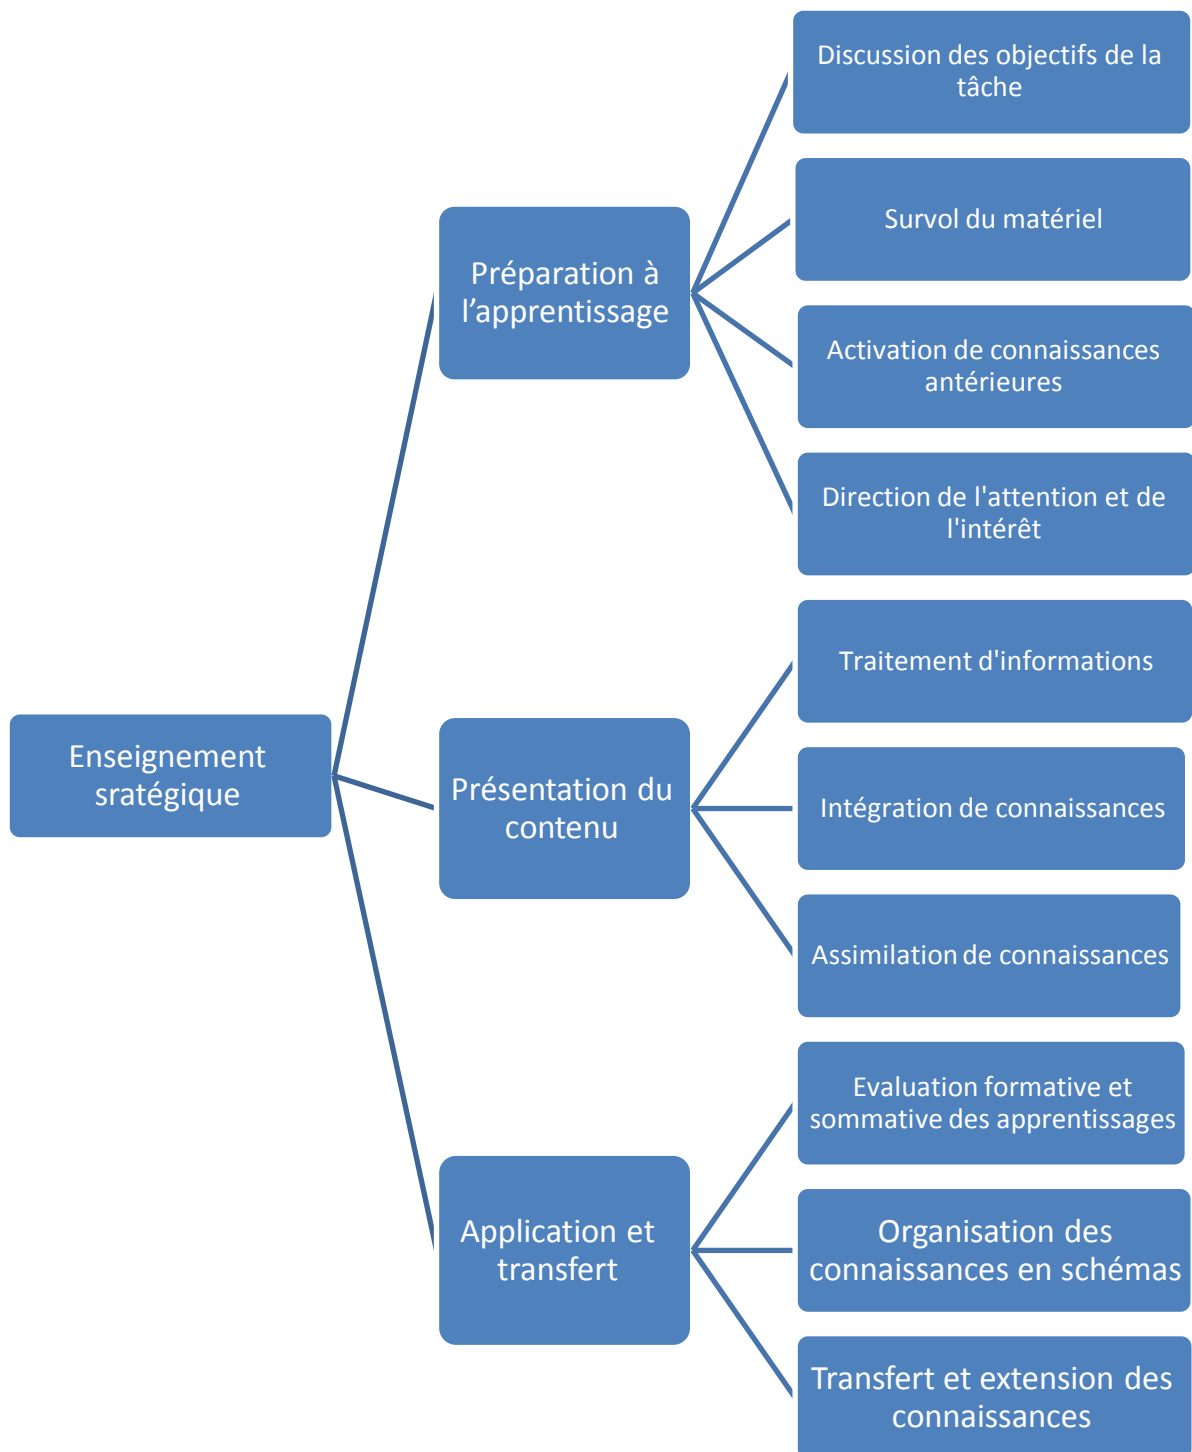 Discussion des objectifs de la
tâche
Survol du matériel
Préparation à
l’apprentissage
Activation de connaissances
antérieures
Direction de l'attention et de
l'intérêt
Traitement d'informations
Enseignement
sratégique
Présentation du
contenu
Intégration de connaissances
Assimilation de connaissances
Evaluation formative et
sommative des apprentissages
Application et
transfert
Organisation des
connaissances en schémas
Transfert et extension des
connaissances